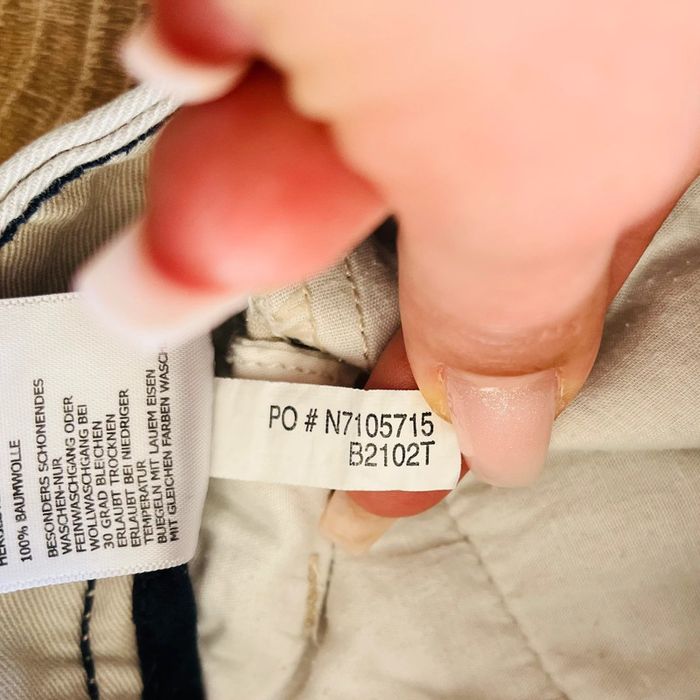 PO # N7105715
B2102T
100% BAUMWOLLE
BESONDERS SCHONENDES
WASCHEN-NUR
FEINWASCHGANG ODER
WOLLWASCHGANG BEI
30 GRAD BLEICHEN
ERLAUBT TROCKNEN
ERLAUBT BEI NIEDRIGER
TEMPERATUR
BUEGELN MIT LAUEM EISEN
MIT GLEICHEN FARBEN